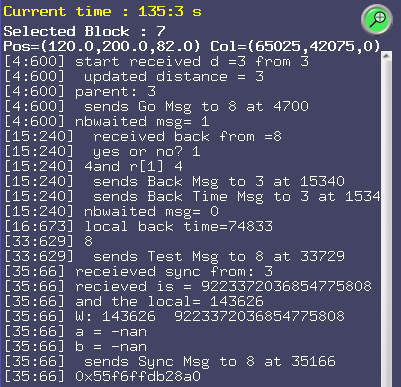 Current time : 135:3 s
Selected Block : 7
Pos=(120.0,200.0,82.0) Col=(65025,42075,0)
[4:600] start received d =3 from 3
[4:600]  updated distance = 3
[4:600] parent: 3
[4:600]  sends Go Msg to 8 at 4700
[4:600] nbwaited msg= 1
[15:240]  received back from =8
[15:240]  yes or no? 1
[15:240] 4and r[1] 4
[15:240]  sends Back Msg to 3 at 15340
[15:240]  sends Back Time Msg to 3 at 1534
[15:240] nbwaited msg= 0
[16:673] local back time=74833
[33:629] 8
[33:629]  sends Test Msg to 8 at 33729
[35:66] receieved sync from: 3
[35:66] recieved is = 9223372036854775808
[35:66] and the local= 143626
[35:66] W: 143626  9223372036854775808
[35:66] a = -nan
[35:66] b = -nan
[35:66]  sends Sync Msg to 8 at 35166
[35:66] 0x55f6ffdb28a0